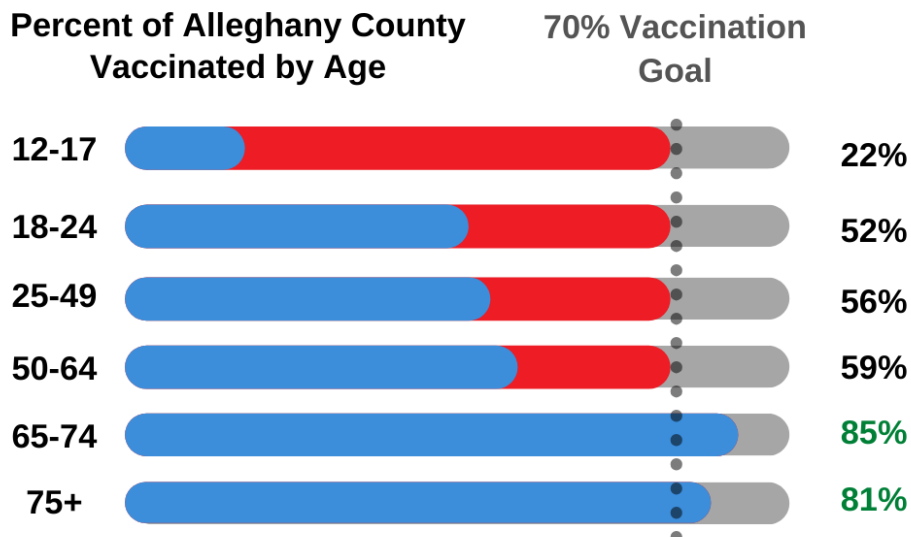 Percent of Alleghany County
Vaccinated by Age
70% Vaccination
Goal
12-17 22%
18-24 52%
25-49 56%
50-64 59%
65-74 85%
75+ 81%